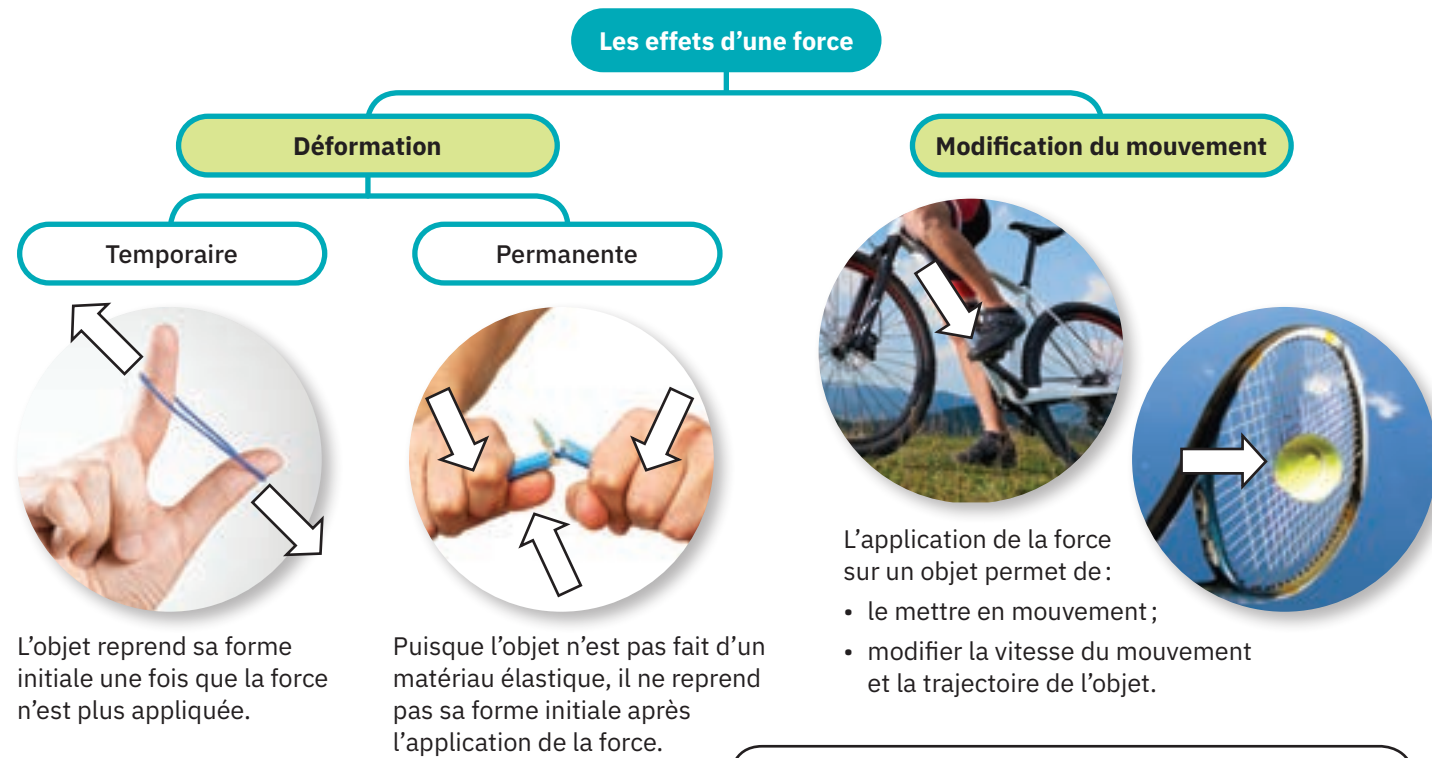 Les effets d’une force
Déformation
Modification du mouvement
Temporaire
Permanente
L’objet reprend sa forme
initiale une fois que la force
n’est plus appliquée.
Puisque l’objet n’est pas fait d’un
matériau élastique, il ne reprend
pas sa forme initiale après
l’application de la force.
L’application de la force
sur un objet permet de :
• le mettre en mouvement ;
• modifier la vitesse du mouvement
et la trajectoire de l’objet.